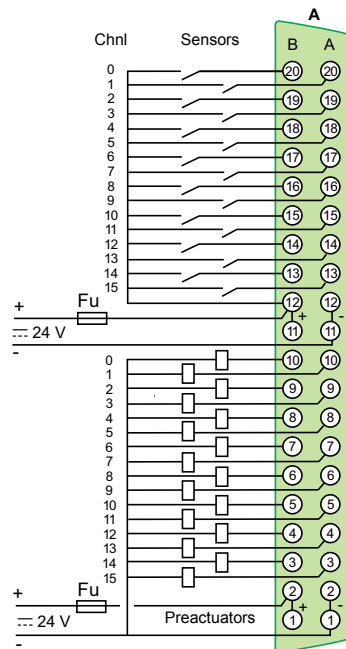 A
Chnl Sensors B A
0 20 20
1
2 19 19
3
4 18 18
5
6 17 17
7
8 16 16
9
10 15 15
11
12 14 14
13
14 13 13
15
12 12
+ Fu + -
11 11
24 V
-
0 10 10
1
2 9 9
3
4 8 8
5
6 7 7
7
8 6 6
9
10 5 5
11
12 4 4
13
14 3 3
15
2 2
+ Fu + -
24 V Preactuators 1 1
-